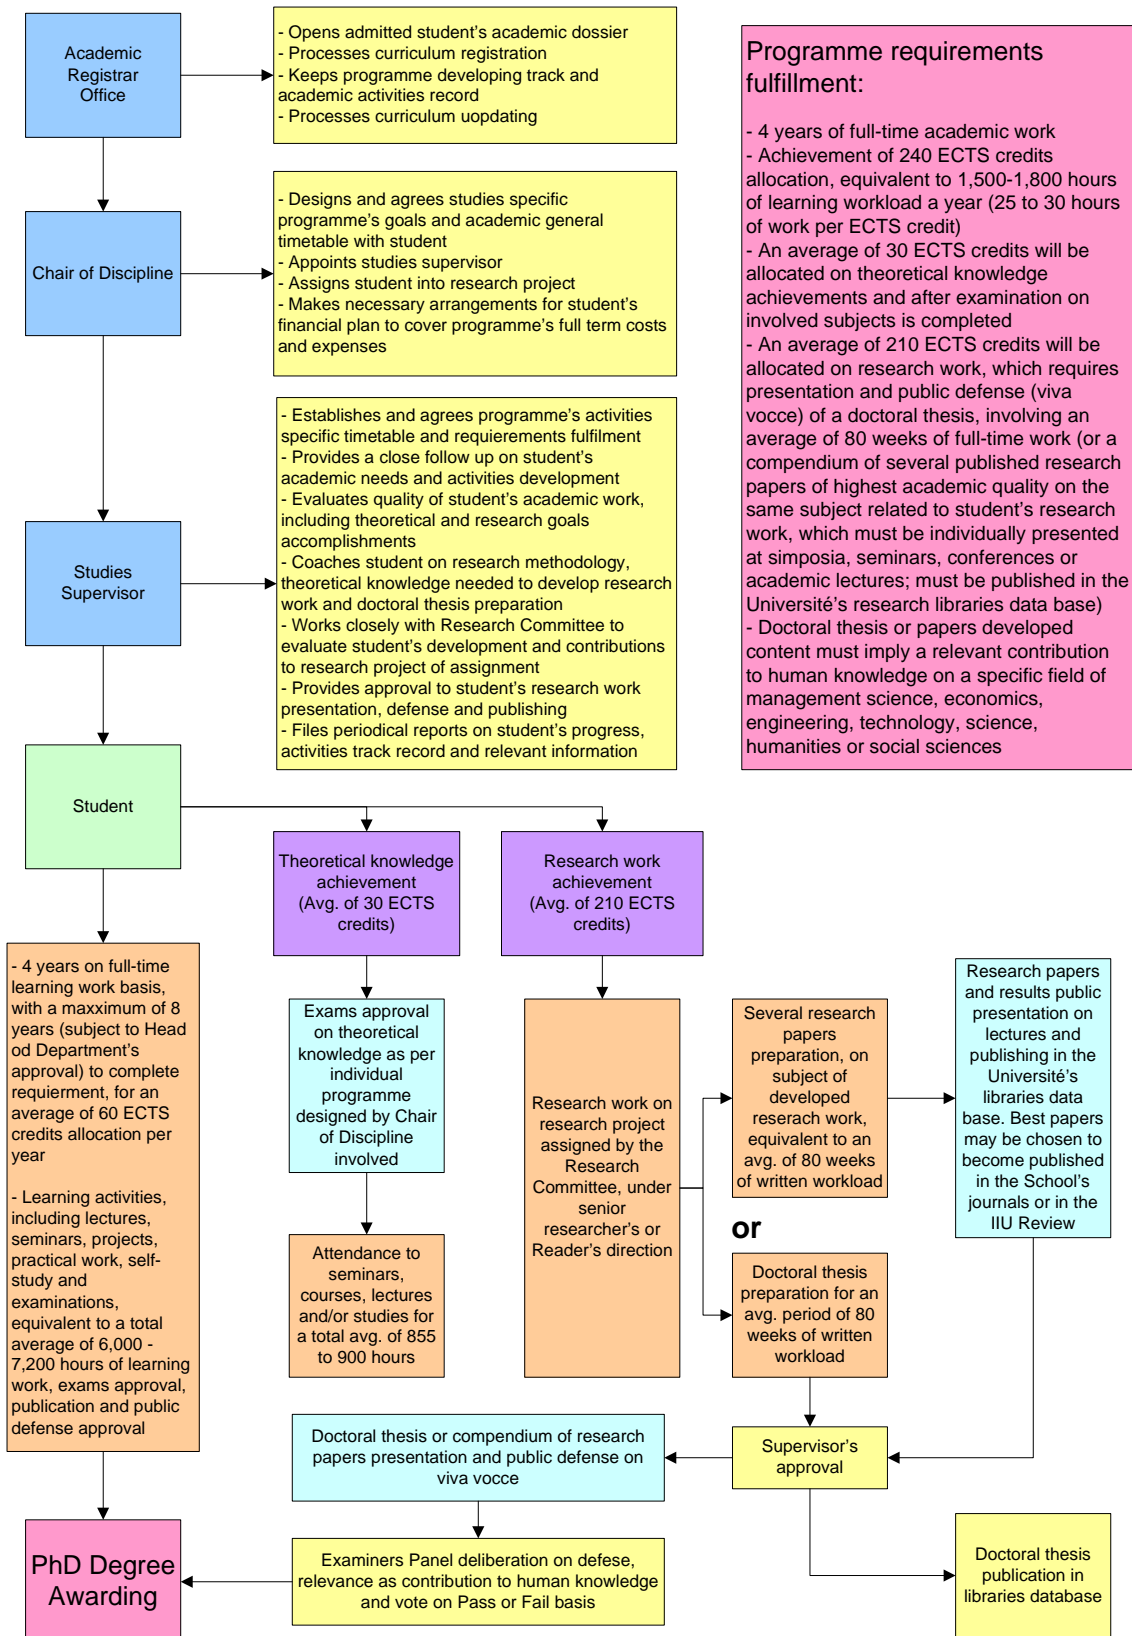 Academic
Registrar
Office
- Opens admitted student's academic dossier
- Processes curriculum registration
- Keeps programme developing track and
academic activities record
- Processes curriculum uopdating
Programme requirements
fulfillment:
- 4 years of full-time academic work
- Achievement of 240 ECTS credits
allocation, equivalent to 1,500-1,800 hours
of learning workload a year (25 to 30 hours
of work per ECTS credit)
- An average of 30 ECTS credits will be
allocated on theoretical knowledge
achievements and after examination on
involved subjects is completed
- An average of 210 ECTS credits will be
allocated on research work, which requires
presentation and public defense (viva
vocce) of a doctoral thesis, involving an
average of 80 weeks of full-time work (or a
compendium of several published research
papers of highest academic quality on the
same subject related to student's research
work, which must be individually presented
at simposia, seminars, conferences or
academic lectures; must be published in the
Université's research libraries data base)
- Doctoral thesis or papers developed
content must imply a relevant contribution
to human knowledge on a specific field of
management science, economics,
engineering, technology, science,
humanities or social sciences
Chair of Discipline
- Designs and agrees studies specific
programme's goals and academic general
timetable with student
- Appoints studies supervisor
- Assigns student into research project
- Makes necessary arrangements for student's
financial plan to cover programme's full term costs
and expenses
Studies
Supervisor
- Establishes and agrees programme's activities
specific timetable and requierements fulfilment
- Provides a close follow up on student's
academic needs and activities development
- Evaluates quality of student's academic work,
including theoretical and research goals
accomplishments
- Coaches student on research methodology,
theoretical knowledge needed to develop research
work and doctoral thesis preparation
- Works closely with Research Committee to
evaluate student's development and contributions
to research project of assignment
- Provides approval to student's research work
presentation, defense and publishing
- Files periodical reports on student's progress,
activities track record and relevant information
Student
Theoretical knowledge
achievement
(Avg. of 30 ECTS
credits)
Research work
achievement
(Avg. of 210 ECTS
credits)
- 4 years on full-time
learning work basis,
with a maxximum of 8
years (subject to Head
od Department's
approval) to complete
requierment, for an
average of 60 ECTS
credits allocation per
year
- Learning activities,
including lectures,
seminars, projects,
practical work, self-
study and
examinations,
equivalent to a total
average of 6,000 -
7,200 hours of learning
work, exams approval,
publication and public
defense approval
Exams approval
on theoretical
knowledge as per
individual
programme
designed by Chair
of Discipline
involved
Attendance to
seminars,
courses, lectures
and/or studies for
a total avg. of 855
to 900 hours
Research work on
research project
assigned by the
Research
Committee, under
senior
researcher's or
Reader's direction
Several research
papers
preparation, on
subject of
developed
reserach work,
equivalent to an
avg. of 80 weeks
of written workload
or
Doctoral thesis
preparation for an
avg. period of 80
weeks of written
workload
Research papers
and results public
presentation on
lectures and
publishing in the
Université's
libraries data
base. Best papers
may be chosen to
become published
in the School's
journals or in the
IIU Review
Doctoral thesis or compendium of research
papers presentation and public defense on
viva vocce
Supervisor's
approval
PhD Degree
Awarding
Examiners Panel deliberation on defese,
relevance as contribution to human knowledge
and vote on Pass or Fail basis
Doctoral thesis
publication in
libraries database